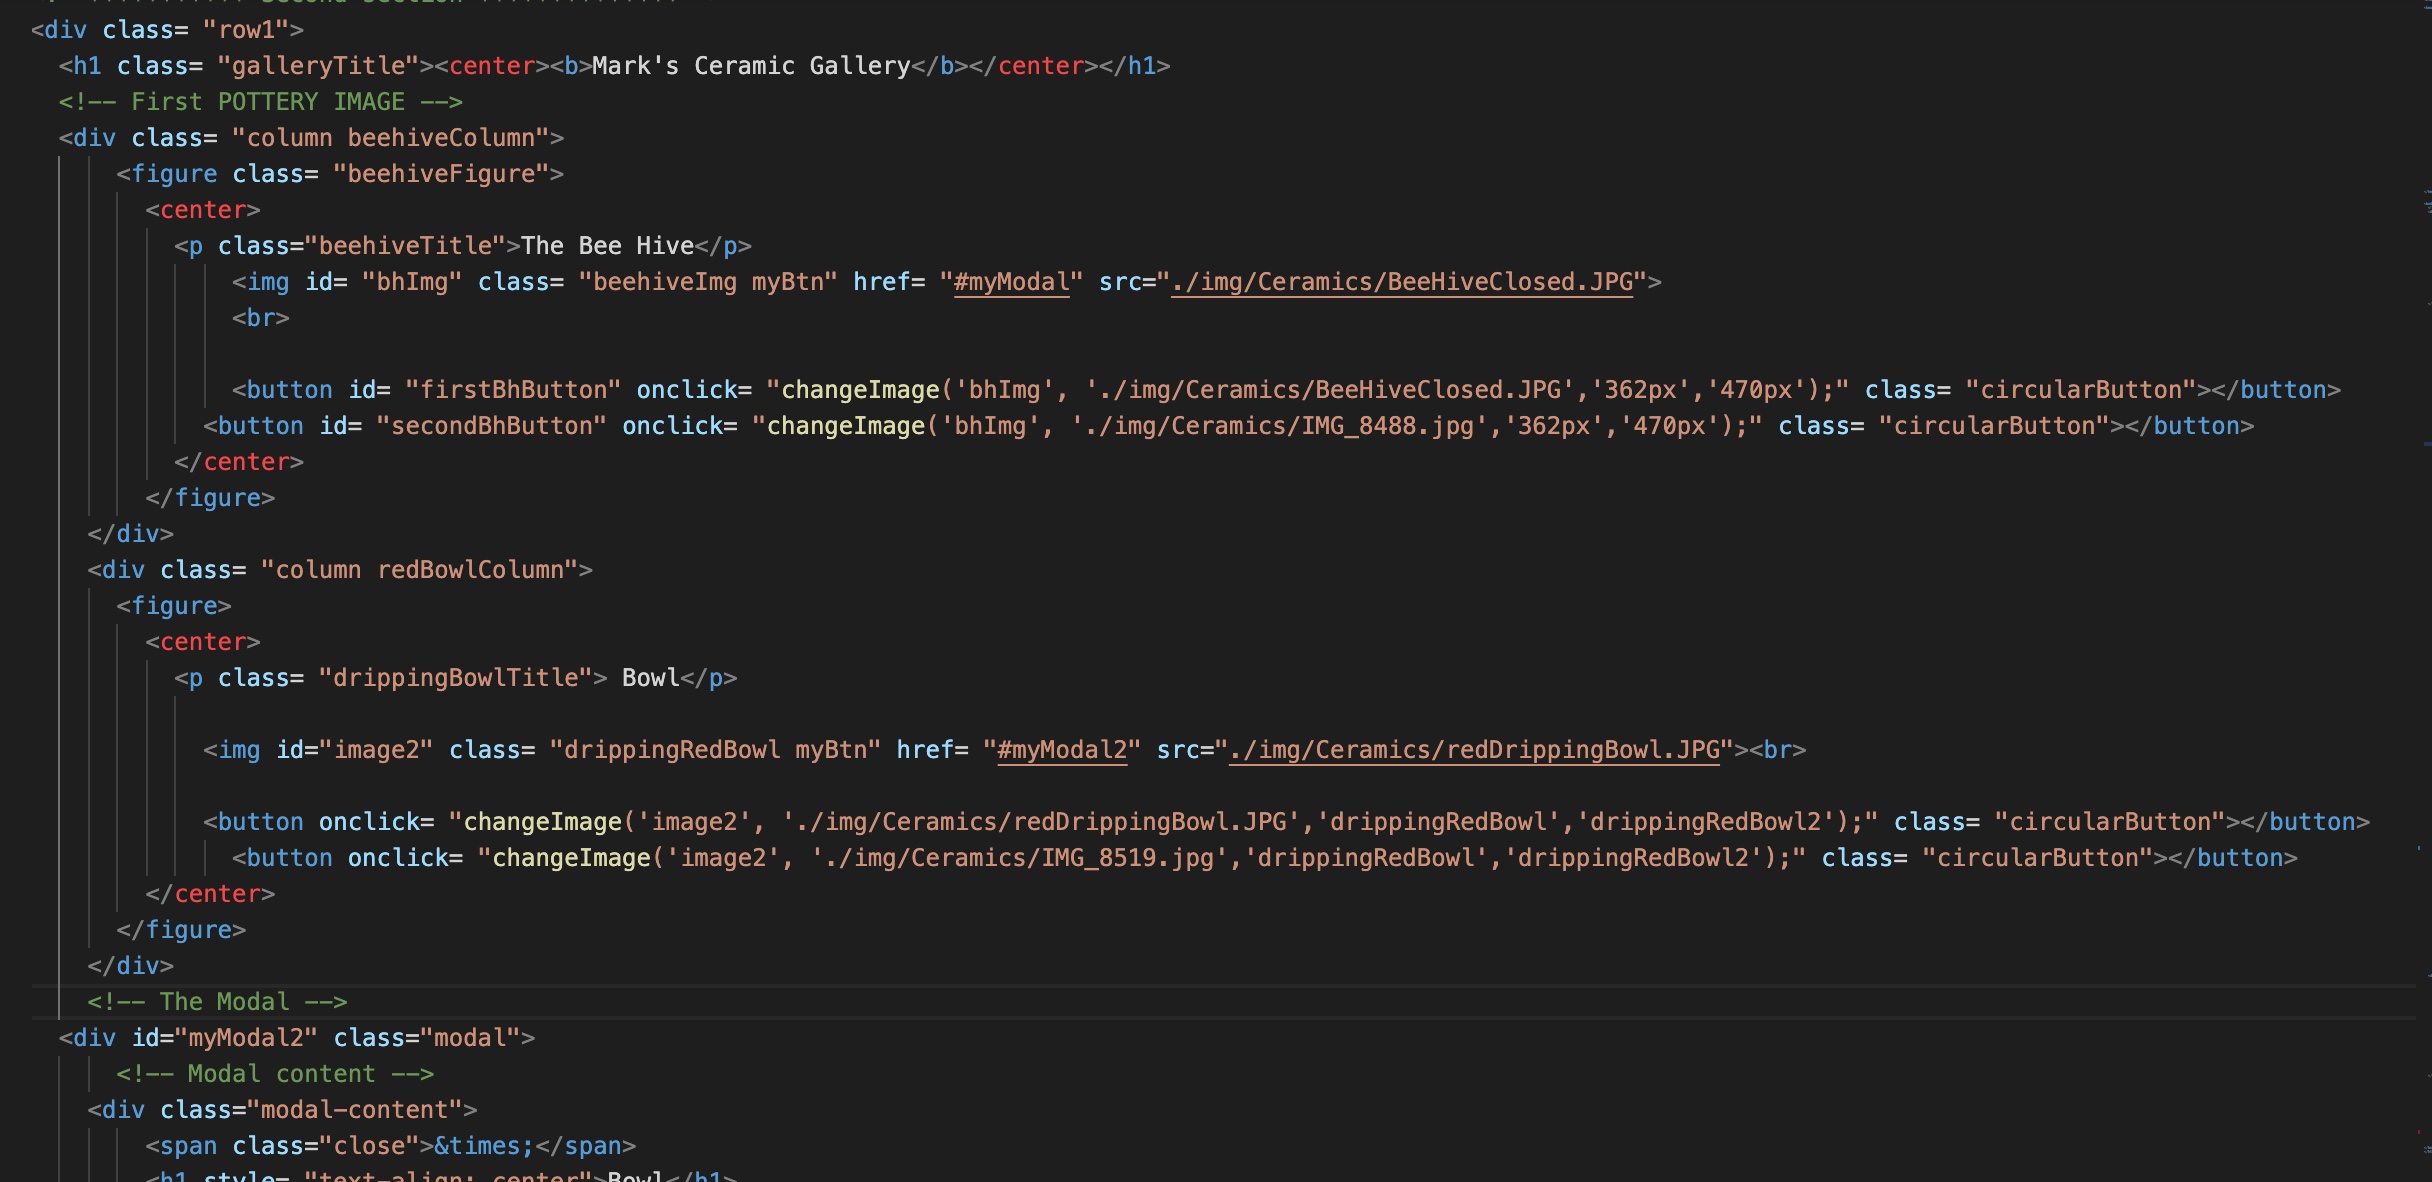 <div class= "row1">
<h1 class= "galleryTitle"><center><b>Mark's Ceramic Gallery</b></center></h1>
<!-- First POTTERY IMAGE -->
<div class= "column beehiveColumn">
<figure class= "beehiveFigure">
<center>
<p class="beehiveTitle">The Bee Hive</p>
<img id= "bhImg" class= "beehiveImg myBtn" href= "#myModal" src="./img/Ceramics/BeeHiveClosed.JPG">
<br>
<button id= "firstBhButton" onclick= "changeImage('bhImg', './img/Ceramics/BeeHiveClosed.JPG','362px','470px');" class= "circularButton"></button>
<button id= "secondBhButton" onclick= "changeImage('bhImg', './img/Ceramics/IMG_8488.jpg','362px','470px');" class= "circularButton"></button>
</center>
</figure>
</div>
<div class= "column redBowlColumn">
<figure>
<center>
<p class= "drippingBowlTitle"> Bowl</p>
<img id="image2" class= "drippingRedBowl myBtn" href= "#myModal2" src="./img/Ceramics/redDrippingBowl.JPG"><br>
<button onclick= "changeImage('image2', './img/Ceramics/redDrippingBowl.JPG','drippingRedBowl','drippingRedBowl2');" class= "circularButton"></button>
<button onclick= "changeImage('image2', './img/Ceramics/IMG_8519.jpg','drippingRedBowl','drippingRedBowl2');" class= "circularButton"></button>
</center>
</figure>
</div>
<!-- The Modal -->
<div id="myModal2" class="modal">
<!-- Modal content -->
<div class="modal-content">
<span class="close">&times;</span>
<h1 style= "text-align: center">Bowl</h1>